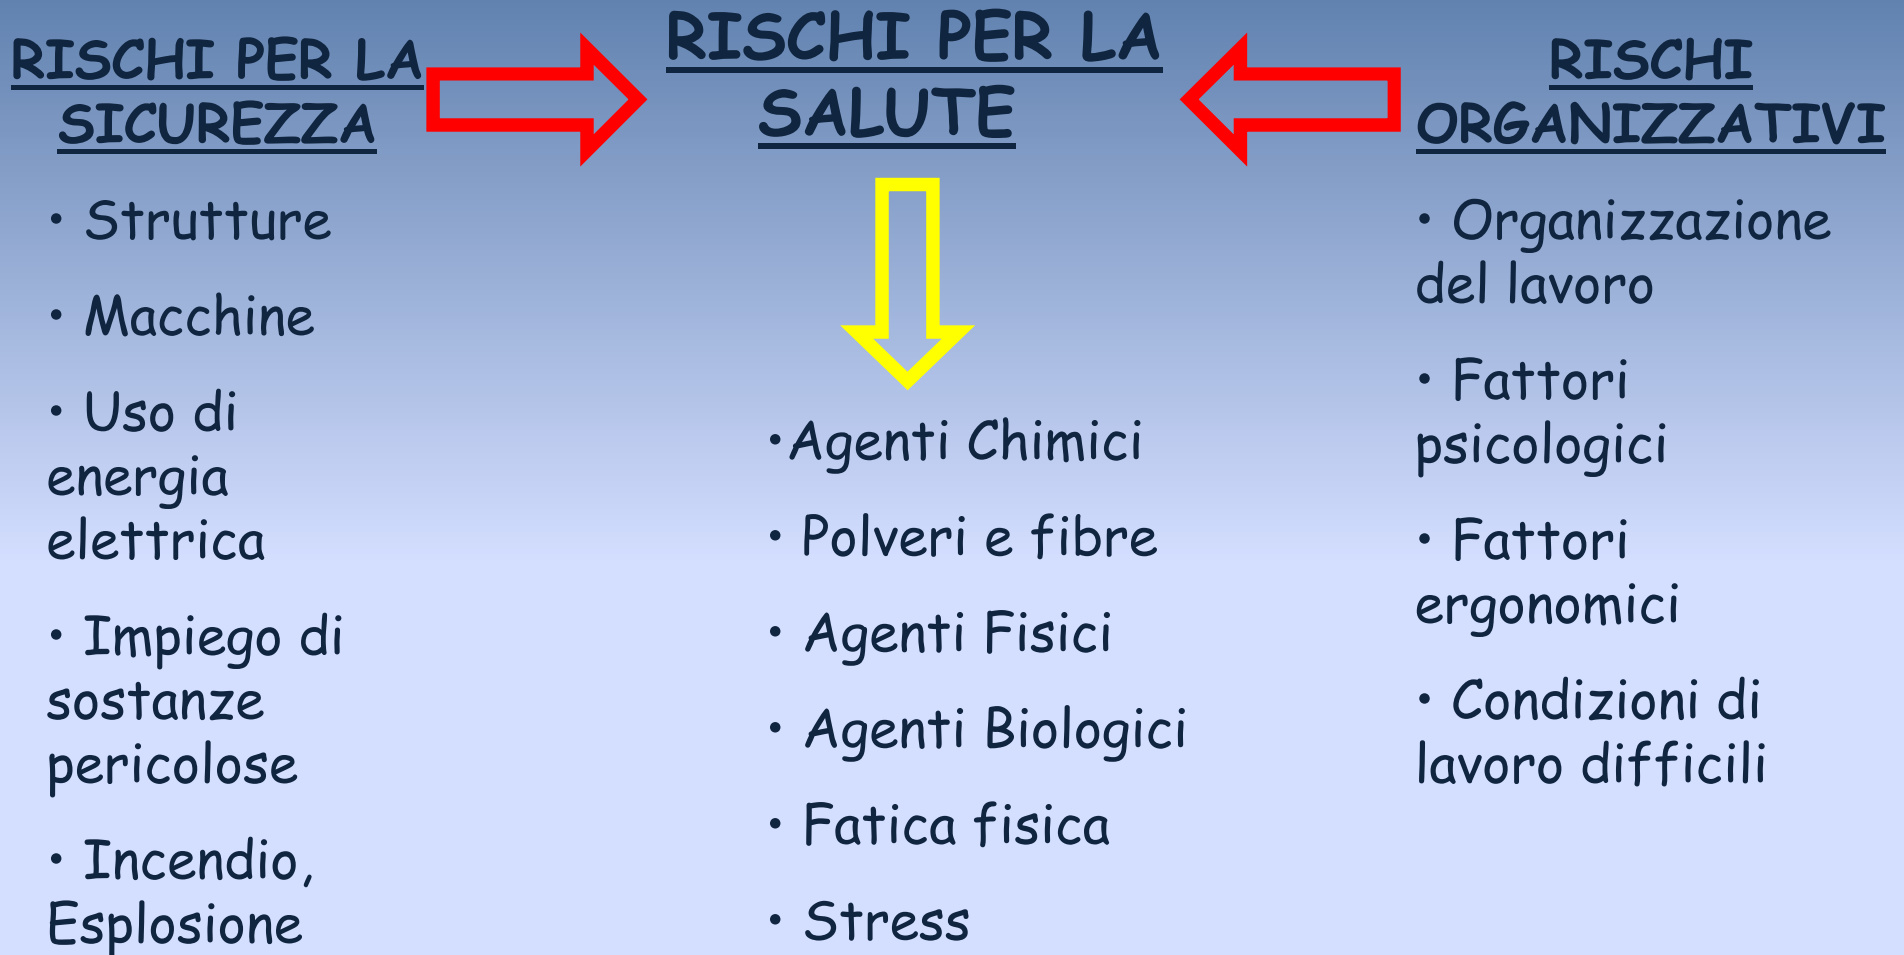 RISCHI PER LA
SICUREZZA
• Strutture
• Macchine
• Uso di
energia
elettrica
• Impiego di
sostanze
pericolose
• Incendio,
Esplosione
RISCHI PER LA
SALUTE
•Agenti Chimici
• Polveri e fibre
• Agenti Fisici
• Agenti Biologici
• Fatica fisica
• Stress
RISCHI
ORGANIZZATIVI
• Organizzazione
del lavoro
• Fattori
psicologici
• Fattori
ergonomici
• Condizioni di
lavoro difficili